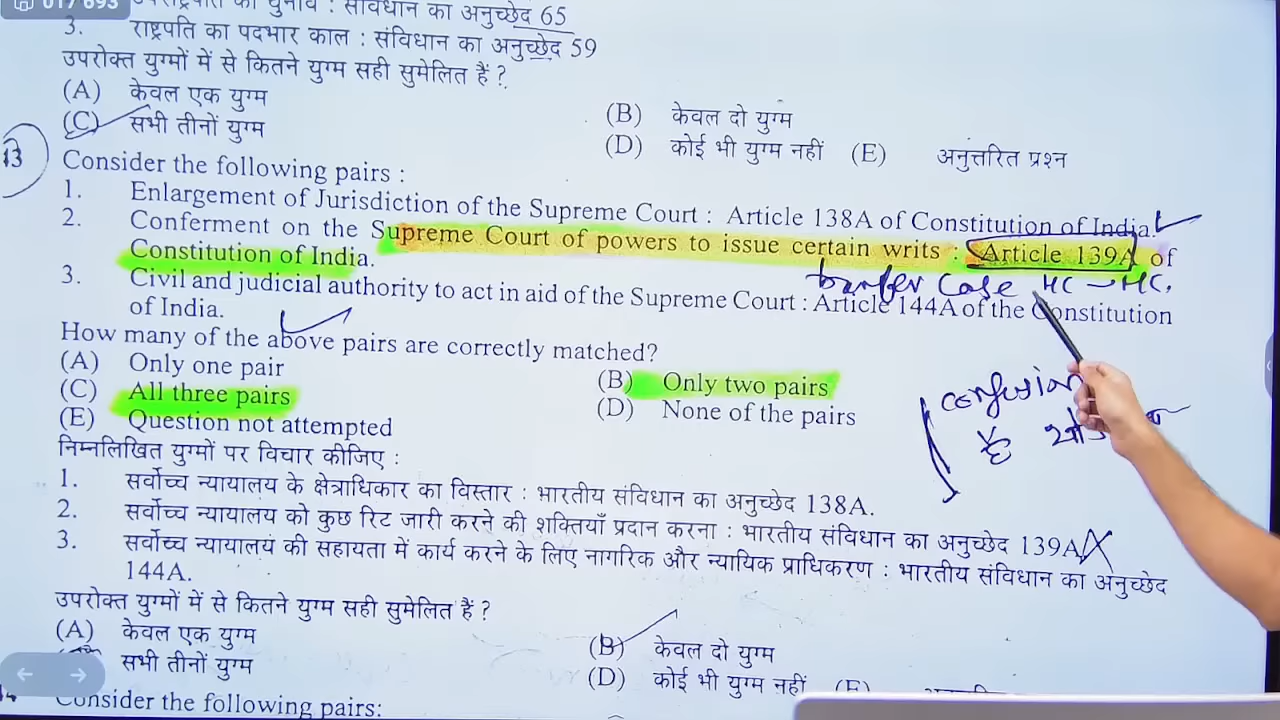 017/693
का चुनाव : संविधान का अनुच्छेद 65
3. राष्ट्रपति का पदभार काल : संविधान का अनुच्छेद 59
उपरोक्त युग्मों में से कितने युग्म सही सुमेलित हैं ?
(A) केवल एक युग्म
(B) केवल दो युग्म
(C) सभी तीनों युग्म
(D) कोई भी युग्म नहीं (E) अनुत्तरित प्रश्न
13
Consider the following pairs :
1. Enlargement of Jurisdiction of the Supreme Court : Article 138A of Constitution of India.
2. Conferment on the Supreme Court of powers to issue certain writs : Article 139A of
Constitution of India.
transfer Case HC - HC.
3. Civil and judicial authority to act in aid of the Supreme Court : Article 144A of the Constitution
of India.
How many of the above pairs are correctly matched?
(A) Only one pair
(B) Only two pairs
(C) All three pairs
(D) None of the pairs
(E) Question not attempted
confusion
है
निम्नलिखित युग्मों पर विचार कीजिए :
1. सर्वोच्च न्यायालय के क्षेत्राधिकार का विस्तार : भारतीय संविधान का अनुच्छेद 138A.
2. सर्वोच्च न्यायालय को कुछ रिट जारी करने की शक्तियाँ प्रदान करना : भारतीय संविधान का अनुच्छेद 139A
3. सर्वोच्च न्यायालय की सहायता में कार्य करने के लिए नागरिक और न्यायिक प्राधिकरण : भारतीय संविधान का अनुच्छेद
144A.
उपरोक्त युग्मों में से कितने युग्म सही सुमेलित हैं ?
(A) केवल एक युग्म
(B) केवल दो युग्म
सभी तीनों युग्म
(D) कोई भी युग्म नहीं (E)
Consider the following pairs: